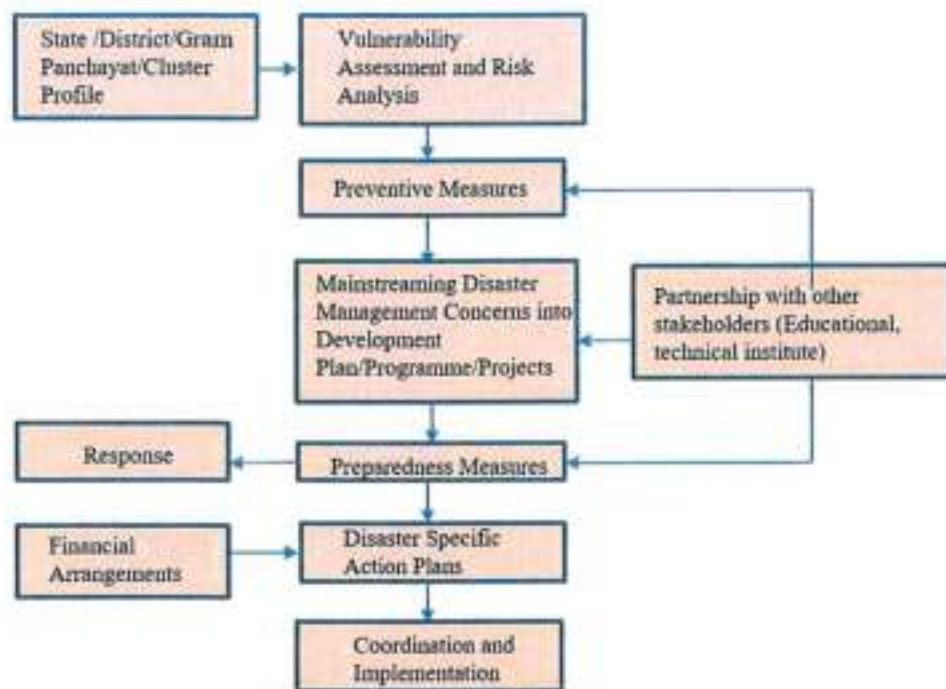 State /District/Gram
Panchayat/Cluster
Profile
Vulnerability
Assessment and Risk
Analysis
Preventive Measures
Mainstreaming Disaster
Management Concerns into
Development
Plan/Programme/Projects
Partnership with other
stakeholders (Educational,
technical institute)
Response
Preparedness Measures
Financial
Arrangements
Disaster Specific
Action Plans
Coordination and
Implementation